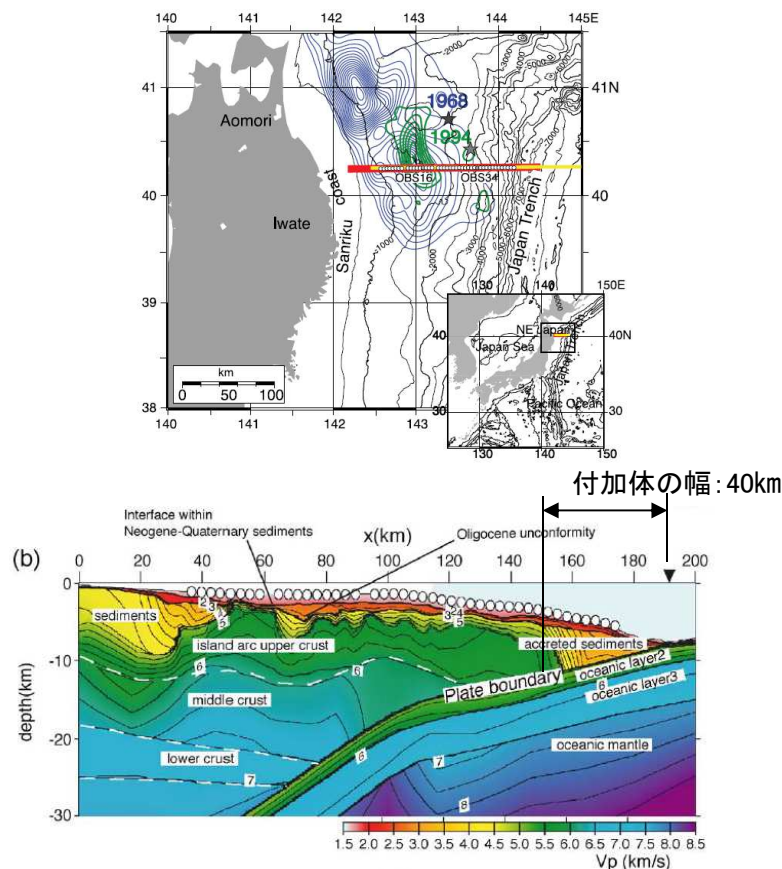 140 141 142 143 144 145E
41 41N
1968
Aomori
1994
OBS16 OBS34
40 40
Sanriku coast
Iwate
Japan Trench
-1000
-2000
39 39
130 140 150E
NE Japan
40 40N
Japan Sea
Japan Trench
km
0 50 100
Pacific Ocean
30 30
38
140 141 142 143
130 140 150
付加体の幅:40km
Interface within
Neogene-Quaternary sediments
Oligocene unconformity
(b)
x(km)
0 20 40 60 80 100 120 140 160 180 200
0
sediments
accreted sediments
island arc upper crust
oceanic layer2
-10
6
Plate boundary
oceanic layer3
depth(km)
middle crust
-20
lower crust
oceanic mantle
7
8
-30
1.5 2.0 2.5 3.0 3.5 4.0 4.5 5.0 5.5 6.0 6.5 7.0 7.5 8.0 8.5
Vp (km/s)